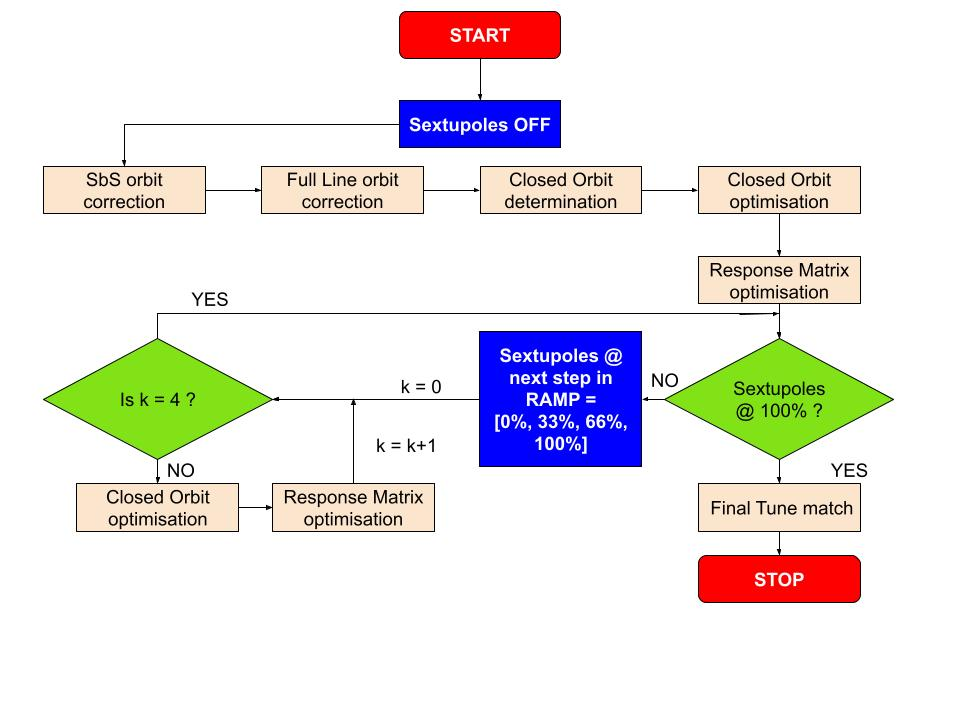 START
Sextupoles OFF
SbS orbit
correction
Full Line orbit
correction
Closed Orbit
determination
Closed Orbit
optimisation
Response Matrix
optimisation
YES
Sextupoles @
next step in
RAMP =
[0%, 33%, 66%,
100%]
NO
Sextupoles
@ 100% ?
k = 0
Is k = 4 ?
k = k+1
NO
YES
Closed Orbit
optimisation
Response Matrix
optimisation
Final Tune match
STOP